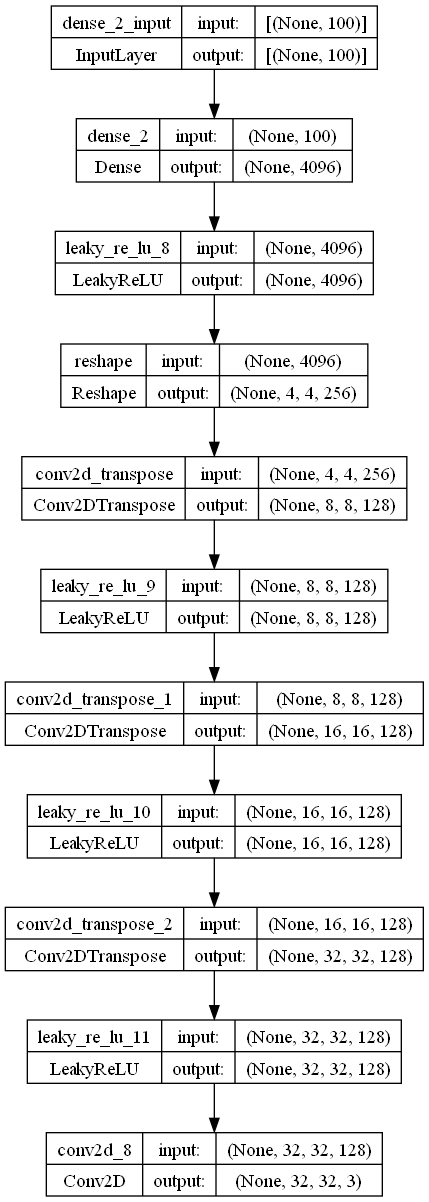 dense_2_input input: [(None, 100)]
InputLayer output: [(None, 100)]
dense_2 input: (None, 100)
Dense output: (None, 4096)
leaky_re_lu_8 input: (None, 4096)
LeakyReLU output: (None, 4096)
reshape input: (None, 4096)
Reshape output: (None, 4, 4, 256)
conv2d_transpose input: (None, 4, 4, 256)
Conv2DTranspose output: (None, 8, 8, 128)
leaky_re_lu_9 input: (None, 8, 8, 128)
LeakyReLU output: (None, 8, 8, 128)
conv2d_transpose_1 input: (None, 8, 8, 128)
Conv2DTranspose output: (None, 16, 16, 128)
leaky_re_lu_10 input: (None, 16, 16, 128)
LeakyReLU output: (None, 16, 16, 128)
conv2d_transpose_2 input: (None, 16, 16, 128)
Conv2DTranspose output: (None, 32, 32, 128)
leaky_re_lu_11 input: (None, 32, 32, 128)
LeakyReLU output: (None, 32, 32, 128)
conv2d_8 input: (None, 32, 32, 128)
Conv2D output: (None, 32, 32, 3)